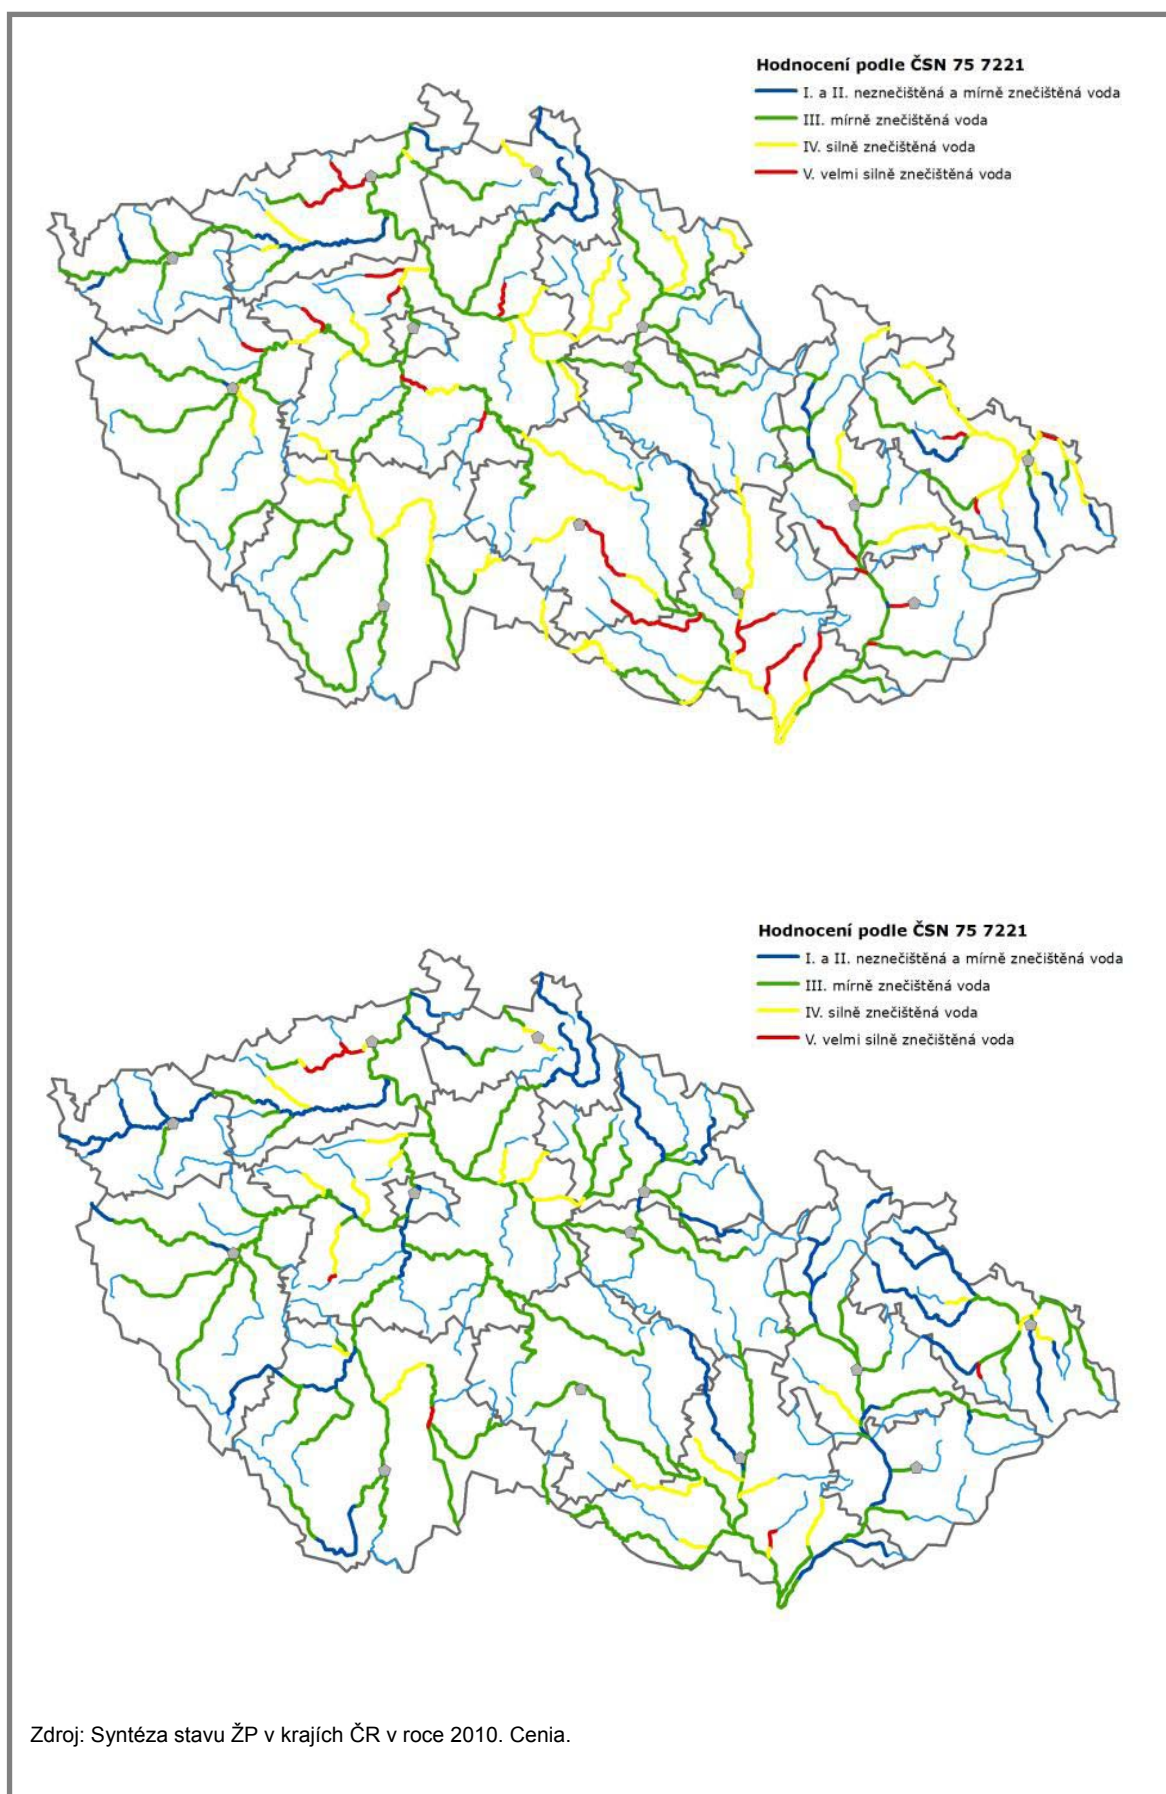 Hodnocení podle ČSN 75 7221
I. a II. neznečištěná a mírně znečištěná voda
III. mírně znečištěná voda
IV. silně znečištěná voda
V. velmi silně znečištěná voda
Hodnocení podle ČSN 75 7221
I. a II. neznečištěná a mírně znečištěná voda
III. mírně znečištěná voda
IV. silně znečištěná voda
V. velmi silně znečištěná voda
Zdroj: Syntéza stavu ŽP v krajích ČR v roce 2010. Cenia.